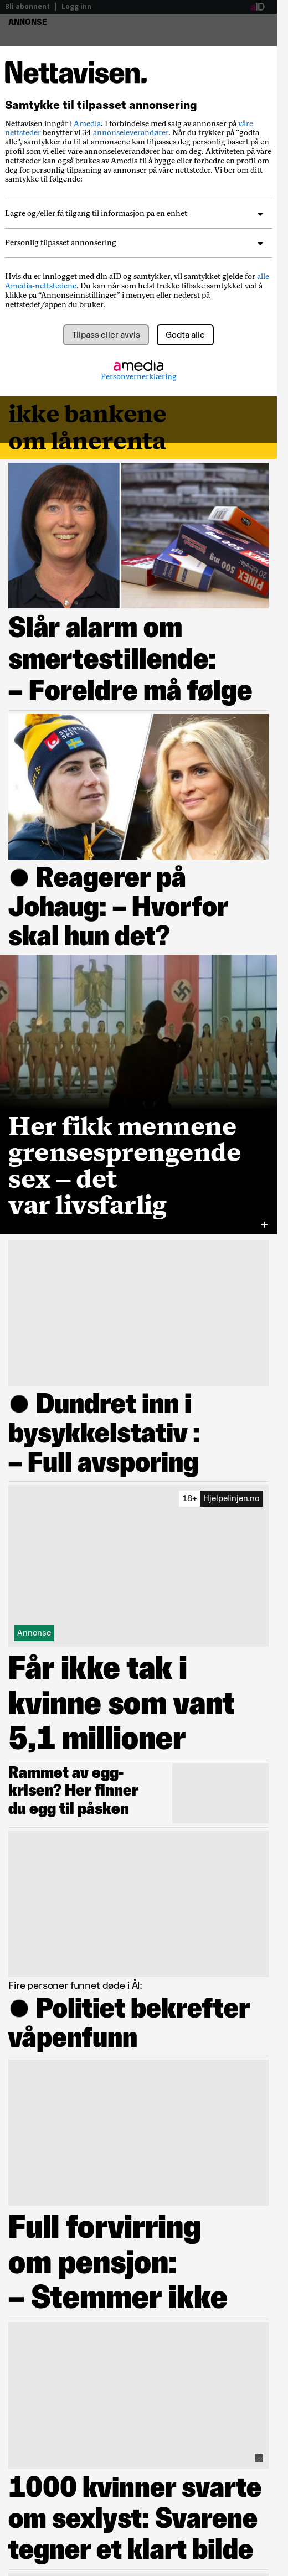 Bli abonnent | Logg inn
aID
ANNONSE
Nettavisen.
Samtykke til tilpasset annonsering
Nettavisen inngår i Amedia. I forbindelse med salg av annonser på våre
nettsteder benytter vi 34 annonseleverandører. Når du trykker på "godta
alle", samtykker du til at annonsene kan tilpasses deg personlig basert på en
profil som vi eller våre annonseleverandører har om deg. Aktiviteten på våre
nettsteder kan også brukes av Amedia til å bygge eller forbedre en profil om
deg for personlig tilpasning av annonser på våre nettsteder. Vi ber om ditt
samtykke til følgende:
Lagre og/eller få tilgang til informasjon på en enhet
Personlig tilpasset annonsering
Hvis du er innlogget med din aID og samtykker, vil samtykket gjelde for alle
Amedia-nettstedene. Du kan når som helst trekke tilbake samtykket ved å
klikke på “Annonseinnstillinger” i menyen eller nederst på
nettstedet/appen du bruker.
Tilpass eller avvis
Godta alle
amedia
Personvernerklæring
ikke bankene
om lånerenta
PINEX
500 mg
Slår alarm om
smertestillende:
– Foreldre må følge
SVENSKA
SPEL
● Reagerer på
Johaug: – Hvorfor
skal hun det?
Her fikk mennene
grensesprengende
sex – det
var livsfarlig
● Dundret inn i
bysykkelstativ :
– Full avsporing
18+ Hjelpelinjen.no
Annonse
Får ikke tak i
kvinne som vant
5,1 millioner
Rammet av egg-
krisen? Her finner
du egg til påsken
Fire personer funnet døde i Ål:
● Politiet bekrefter
våpenfunn
Full forvirring
om pensjon:
– Stemmer ikke
1000 kvinner svarte
om sexlyst: Svarene
tegner et klart bilde